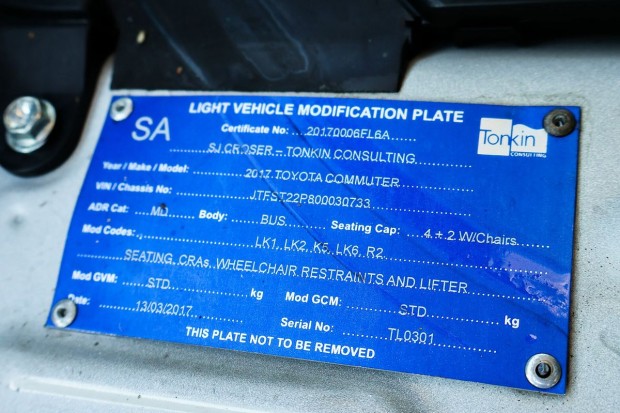 LIGHT VEHICLE MODIFICATION PLATE
SA
Certificate No: 20170006FL6A
Tonkin
CONSULTING
SJ CROSER – TONKIN CONSULTING
Year / Make / Model: 2017 TOYOTA COMMUTER
VIN / Chassis No: JTFST22P800030733
ADR Cat: MD Body: BUS Seating Cap: 4 + 2 W/Chairs
Mod Codes: LK1, LK2, K5, LK6, R2
SEATING, CRAs, WHEELCHAIR RESTRAINTS AND LIFTER
Mod GVM: STD kg Mod GCM: STD kg
Date: 13/03/2017 Serial No: TL0301
THIS PLATE NOT TO BE REMOVED